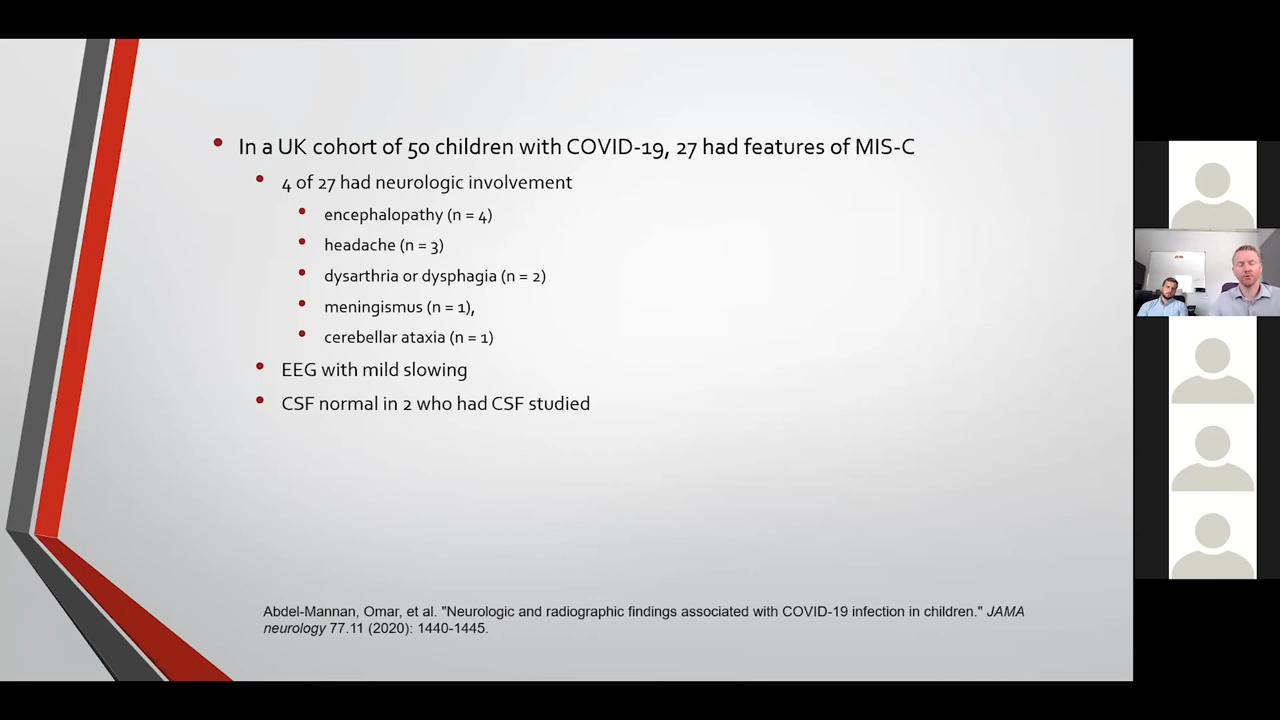 In a UK cohort of 50 children with COVID-19, 27 had features of MIS-C
4 of 27 had neurologic involvement
encephalopathy (n = 4)
headache (n = 3)
dysarthria or dysphagia (n = 2)
meningismus (n = 1),
cerebellar ataxia (n = 1)
EEG with mild slowing
CSF normal in 2 who had CSF studied
Abdel-Mannan, Omar, et al. "Neurologic and radiographic findings associated with COVID-19 infection in children." JAMA
neurology 77.11 (2020): 1440-1445.